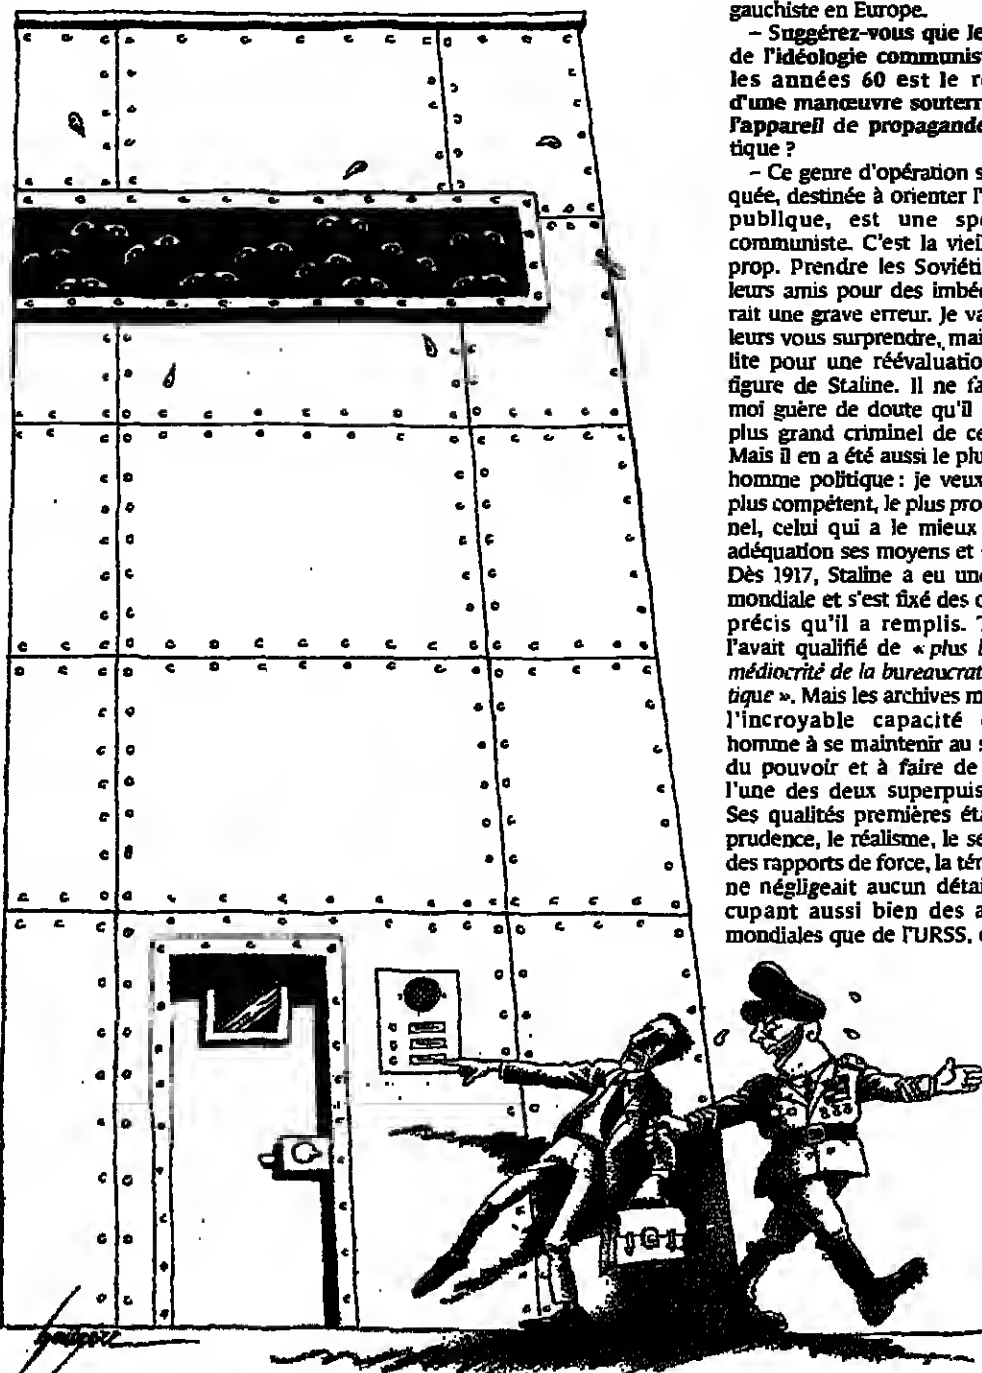 gauchiste en Europe.
– Suggérez-vous que le
de l'idéologie communis
les années 60 est le r
d'une manœuvre souterr
l'appareil de propagande
tique ?
– Ce genre d'opération s
quée, destinée à orienter l'
publique, est une sp
communiste. C'est la vieil
prop. Prendre les Soviéti
leurs amis pour des imbé
rait une grave erreur. Je va
leurs vous surprendre, mai
lite pour une réévaluatio
figure de Staline. Il ne fa
moi guère de doute qu'il
plus grand criminel de ce
Mais il en a été aussi le plu
homme politique : je veux
plus compétent, le plus pro
nel, celui qui a le mieux
adéquation ses moyens et
Dès 1917, Staline a eu un
mondiale et s'est fixé des o
précis qu'il a remplis. T
l'avait qualifié de « plus
médiocrité de la bureaucrat
tique ». Mais les archives m
l'incroyable capacité
homme à se maintenir au s
du pouvoir et à faire de
l'une des deux superpuis
Ses qualités premières éta
prudence, le réalisme, le se
des rapports de force, la tén
ne négligeait aucun détai
cupant aussi bien des a
mondiales que de l'URSS,
G